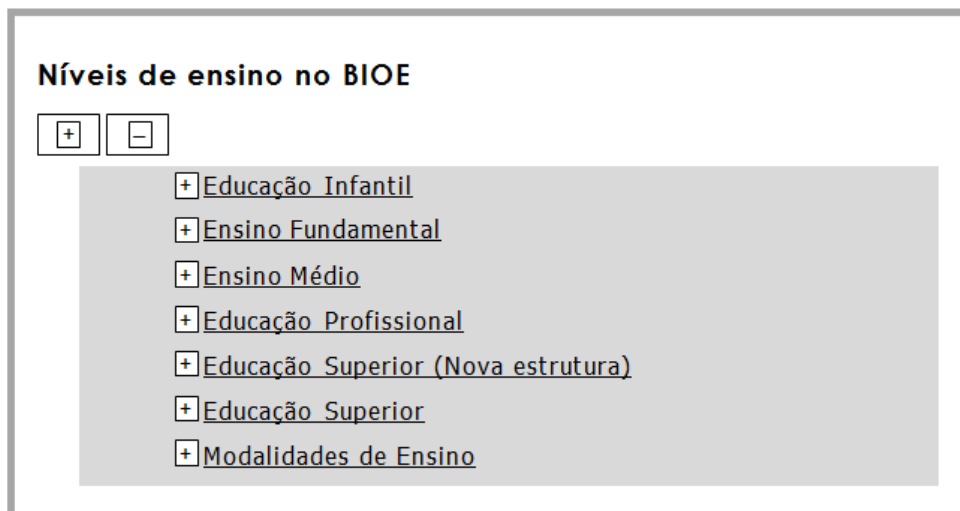 Níveis de ensino no BIOE
+ −
+ Educação Infantil
+ Ensino Fundamental
+ Ensino Médio
+ Educação Profissional
+ Educação Superior (Nova estrutura)
+ Educação Superior
+ Modalidades de Ensino